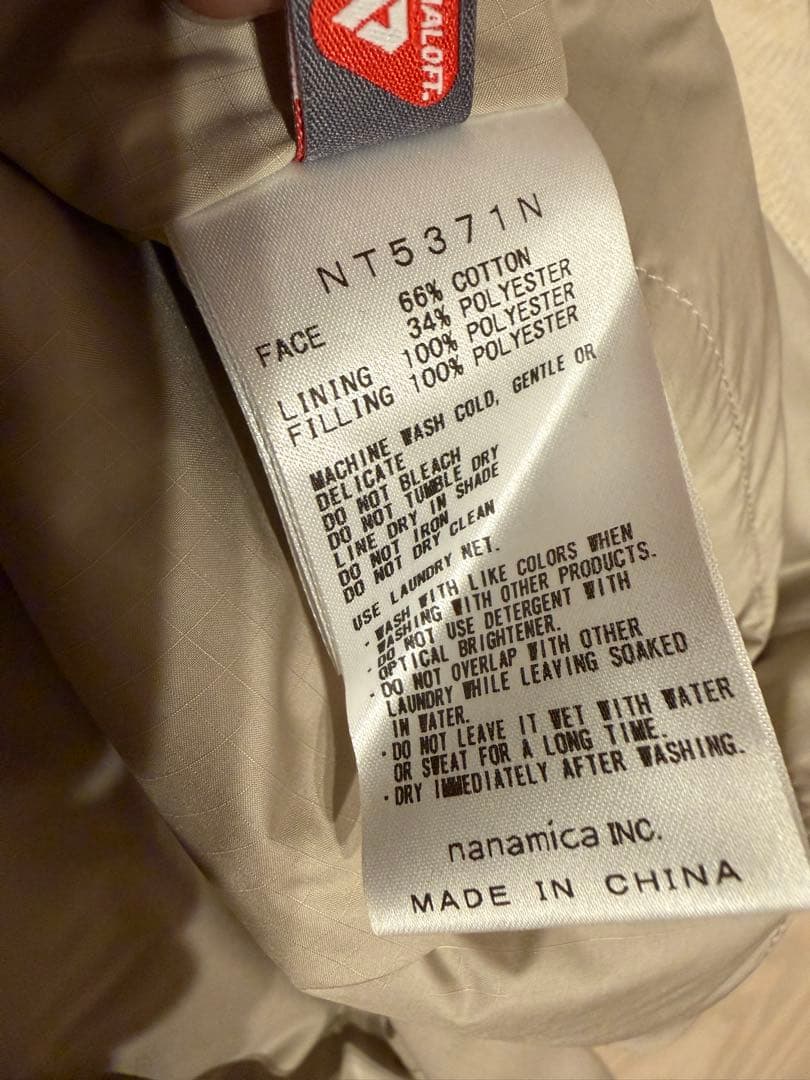 NT5371N
FACE 66% COTTON
34% POLYESTER
LINING 100% POLYESTER
FILLING 100% POLYESTER
MACHINE WASH COLD, GENTLE OR
DELICATE
DO NOT BLEACH
DO NOT TUMBLE DRY
LINE DRY IN SHADE
DO NOT IRON
DO NOT DRY CLEAN
USE LAUNDRY NET.
・WASH WITH LIKE COLORS WHEN
WASHING WITH OTHER PRODUCTS.
・DO NOT USE DETERGENT WITH
OPTICAL BRIGHTENER.
・DO NOT OVERLAP WITH OTHER
LAUNDRY WHILE LEAVING SOAKED
IN WATER.
・DO NOT LEAVE IT WET WITH WATER
OR SWEAT FOR A LONG TIME.
・DRY IMMEDIATELY AFTER WASHING.
nanamica INC.
MADE IN CHINA